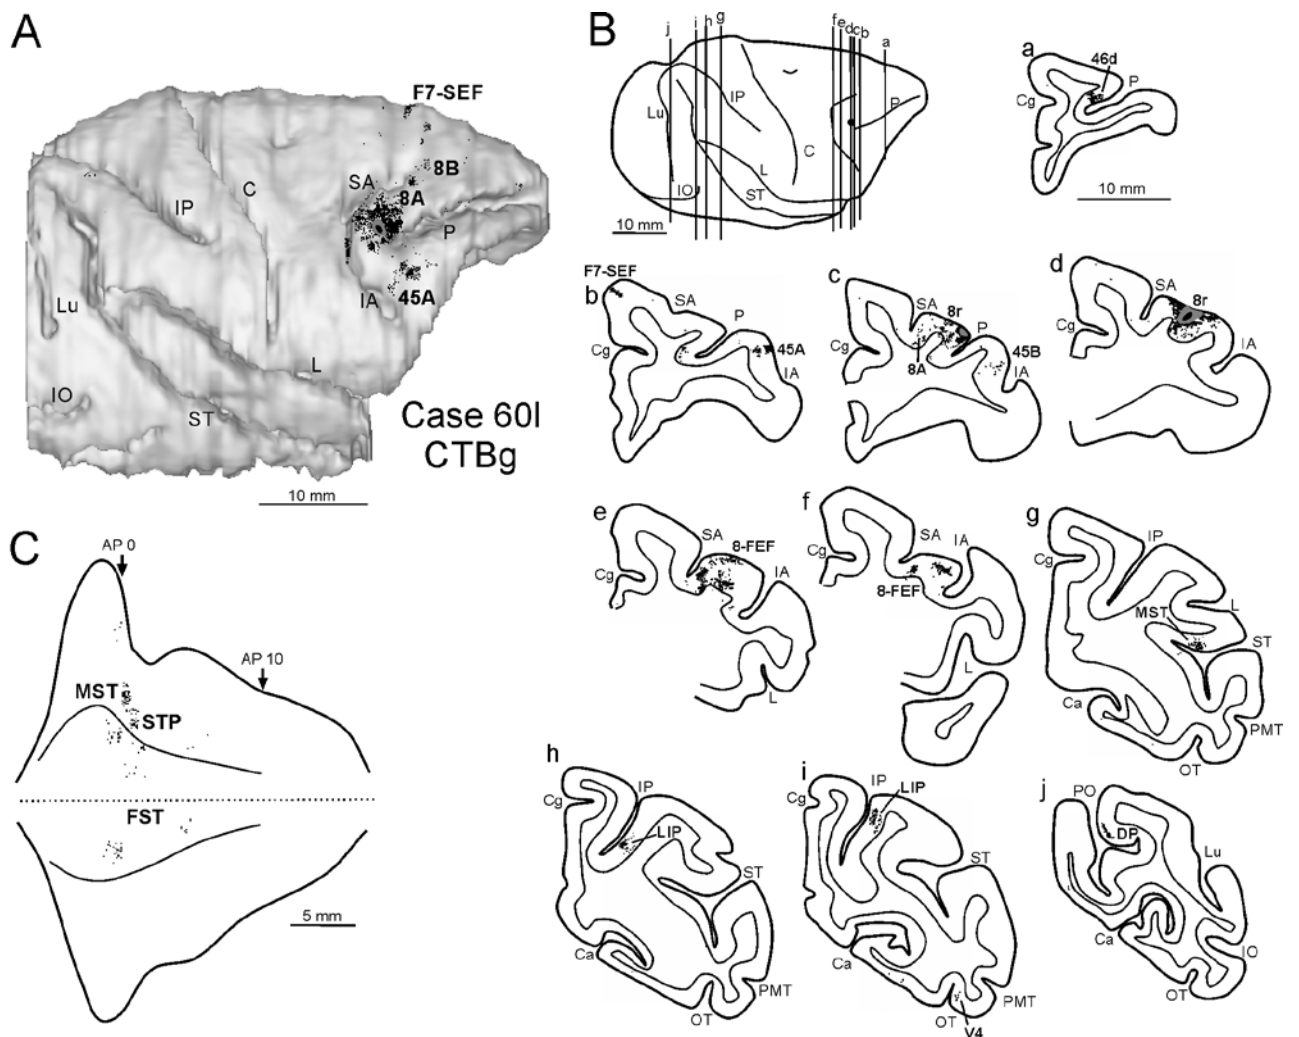 A
F7-SEF
8B
SA
8A
C
IP
P
Lu
IA
45A
L
IO
ST
Case 60l
CTBg
10 mm
B
j
i
h
g
f
e
d
c
b
a
Lu
IP
P
C
L
IO
ST
10 mm
a
46d
P
Cg
10 mm
F7-SEF
b
SA
P
Cg
45A
IA
c
SA
8r
P
Cg
8A
45B
IA
d
SA
8r
Cg
IA
e
SA
8-FEF
Cg
IA
L
f
SA
IA
Cg
8-FEF
L
g
IP
Cg
L
MST
ST
Ca
PMT
OT
C
AP 0
AP 10
MST
STP
FST
5 mm
h
IP
Cg
LIP
ST
Ca
PMT
OT
i
IP
LIP
Cg
ST
Ca
PMT
OT
V4
j
PO
DP
Lu
Ca
IO
OT